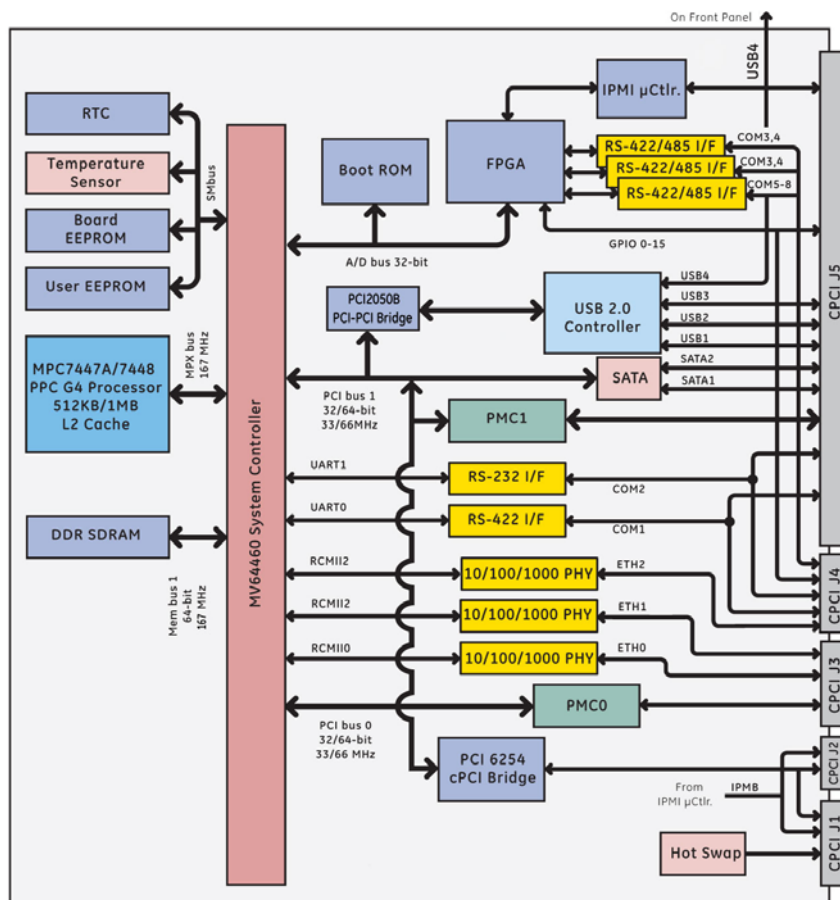 On Front Panel
USB4
RTC
Temperature
Sensor
Board
EEPROM
User EEPROM
SMbus
MPC7447A/7448
PPC G4 Processor
512KB/1MB
L2 Cache
MPX bus
167 MHz
DDR SDRAM
Mem bus 1
64-bit
167 MHz
MV64460 System Controller
Boot ROM
FPGA
IPMI µCtlr.
RS-422/485 I/F
RS-422/485 I/F
RS-422/485 I/F
COM3,4
COM3,4
COM5-8
GPIO 0-15
A/D bus 32-bit
PCI2050B
PCI-PCI Bridge
USB 2.0
Controller
USB4
USB3
USB2
USB1
SATA
SATA2
SATA1
PCI bus 1
32/64-bit
33/66MHz
PMC1
UART1
RS-232 I/F
COM2
UART0
RS-422 I/F
COM1
RCMII2
10/100/1000 PHY
ETH2
RCMII2
10/100/1000 PHY
ETH1
RCMII0
10/100/1000 PHY
ETH0
PMC0
PCI bus 0
32/64-bit
33/66 MHz
PCI 6254
cPCI Bridge
From
IPMI µCtlr.
IPMB
Hot Swap
CPCI J5
CPCI J4
CPCI J3
CPCI J2
CPCI J1